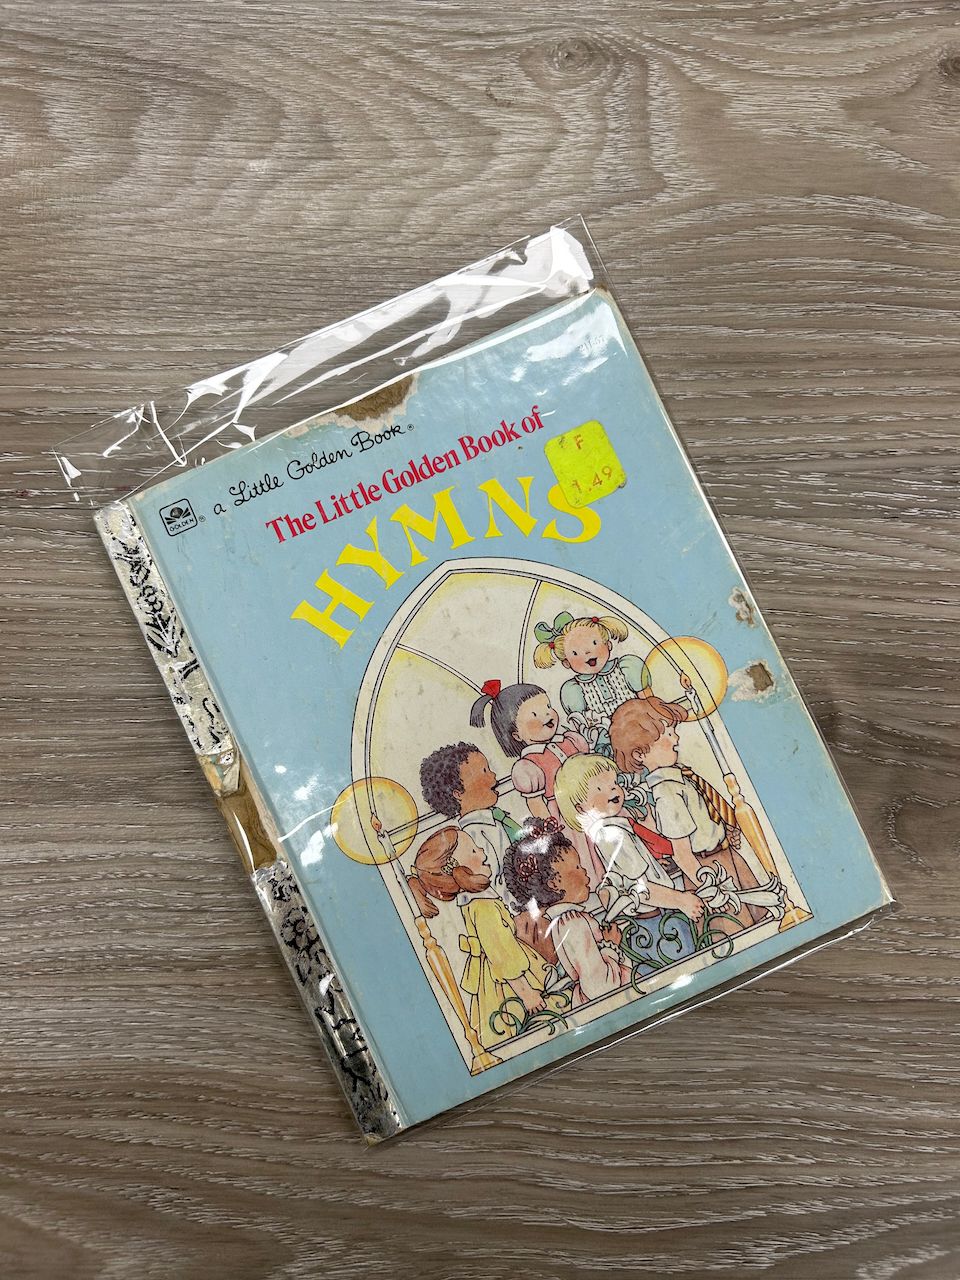 a Little Golden Book®
GOLDEN ®
The Little Golden Book of
HYMNS
F
1.49